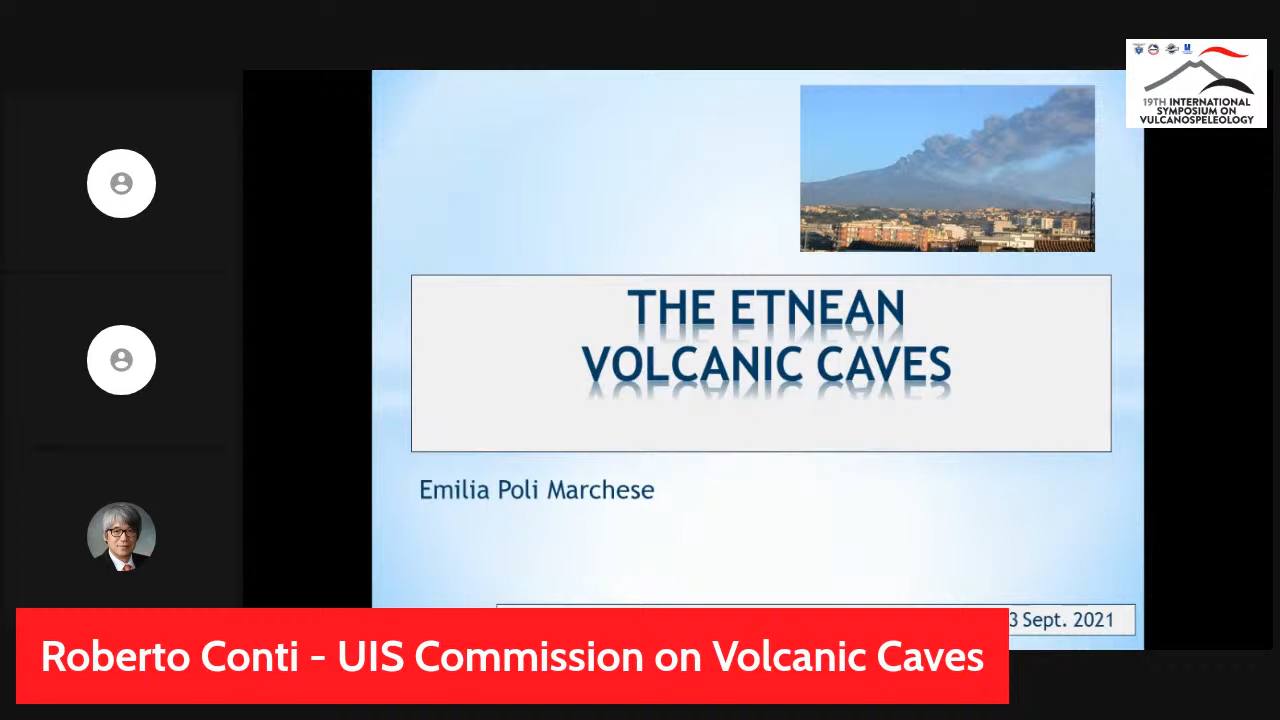 19TH INTERNATIONAL
SYMPOSIUM ON
VULCANOSPELEOLOGY
THE ETNEAN
VOLCANIC CAVES
Emilia Poli Marchese
3 Sept. 2021
Roberto Conti - UIS Commission on Volcanic Caves